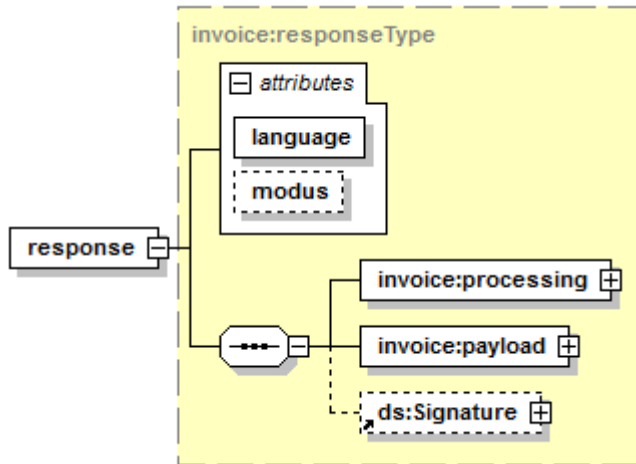 invoice:responseType
attributes
language
modus
response
invoice:processing
invoice:payload
ds:Signature